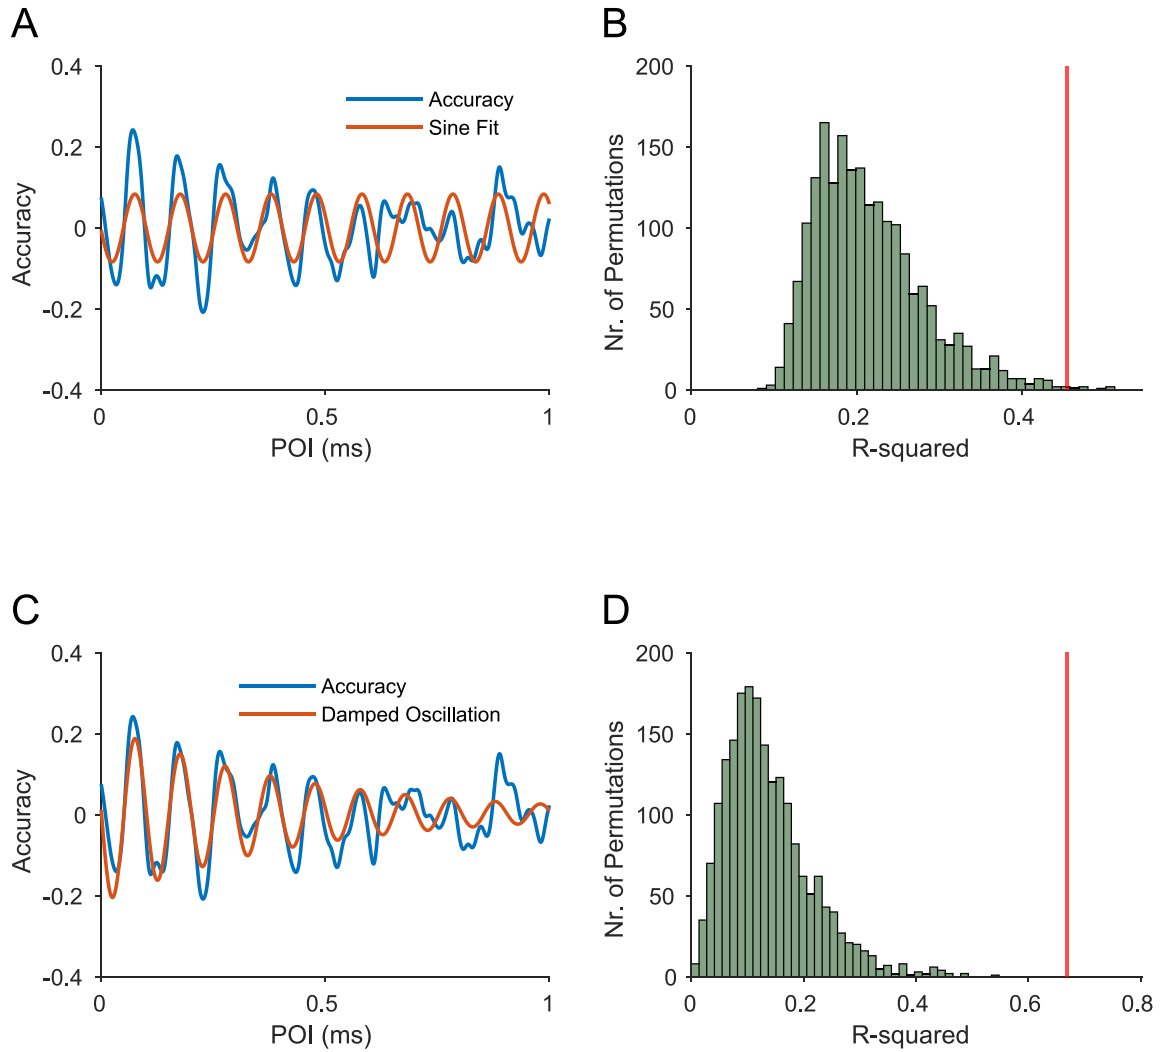 A
0.4
0.2
0
-0.2
-0.4
Accuracy
Accuracy
Sine Fit
0
0.5
1
POI (ms)
B
200
150
100
50
0
Nr. of Permutations
0
0.2
0.4
R-squared
C
0.4
0.2
0
-0.2
-0.4
Accuracy
Accuracy
Damped Oscillation
0
0.5
1
POI (ms)
D
200
150
100
50
0
Nr. of Permutations
0
0.2
0.4
0.6
0.8
R-squared